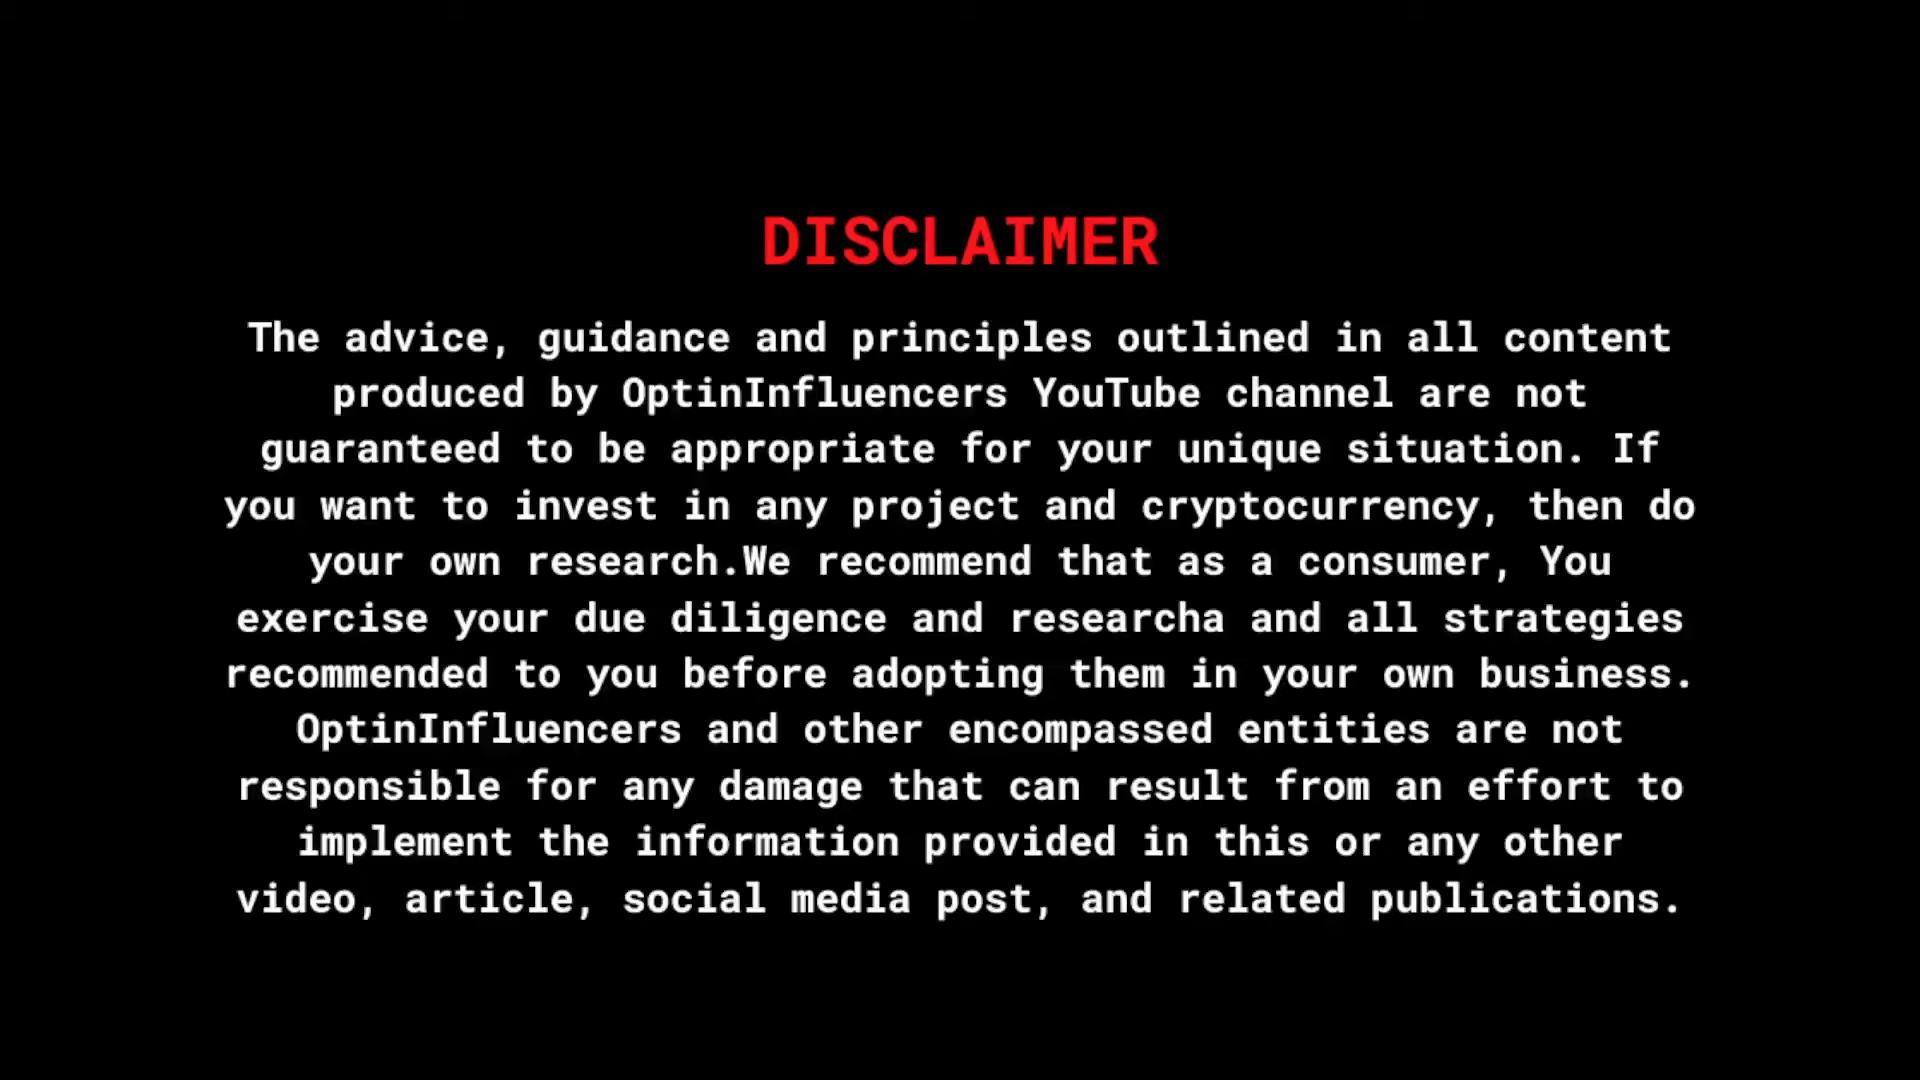 DISCLAIMER
The advice, guidance and principles outlined in all content
produced by OptinInfluencers YouTube channel are not
guaranteed to be appropriate for your unique situation. If
you want to invest in any project and cryptocurrency, then do
your own research.We recommend that as a consumer, You
exercise your due diligence and researcha and all strategies
recommended to you before adopting them in your own business.
OptinInfluencers and other encompassed entities are not
responsible for any damage that can result from an effort to
implement the information provided in this or any other
video, article, social media post, and related publications.